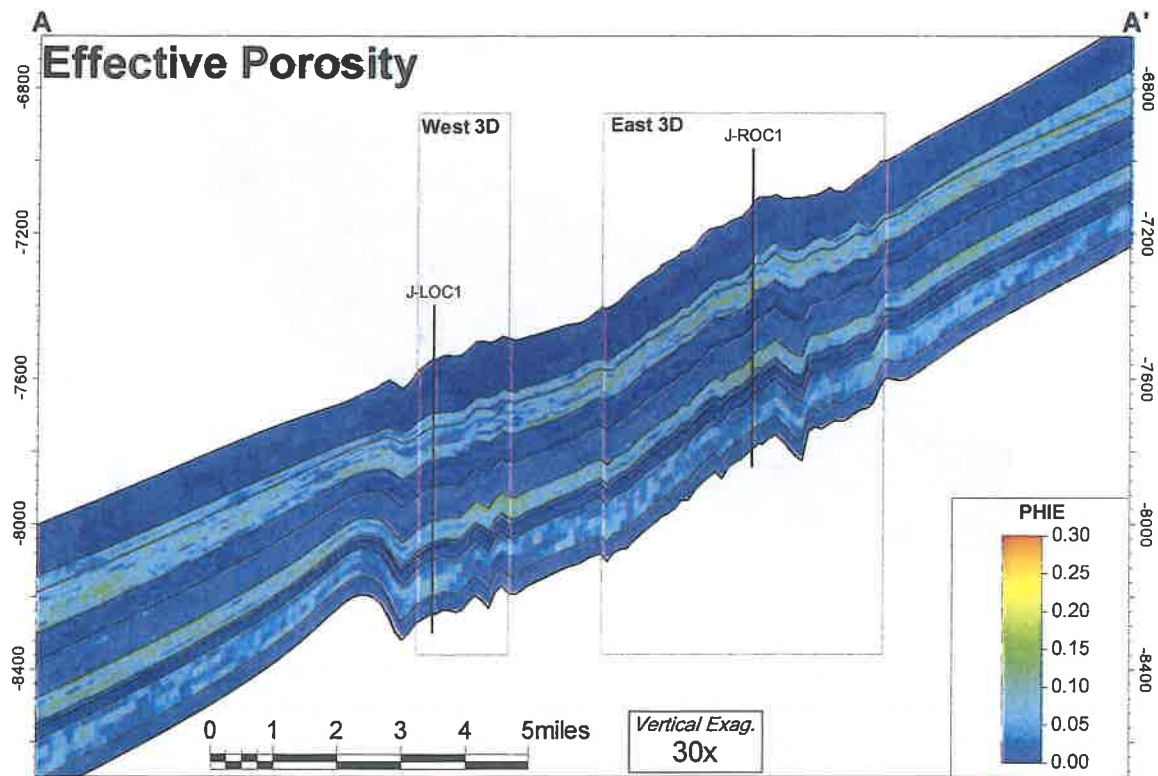 A
A'
Effective Porosity
-6800
-7200
-7600
-8000
-8400
West 3D
East 3D
J-ROC1
J-LOC1
-6800
-7200
-7600
-8000
-8400
PHIE
0.30
0.25
0.20
0.15
0.10
0.05
0.00
0 1 2 3 4 5miles
Vertical Exag.
30x